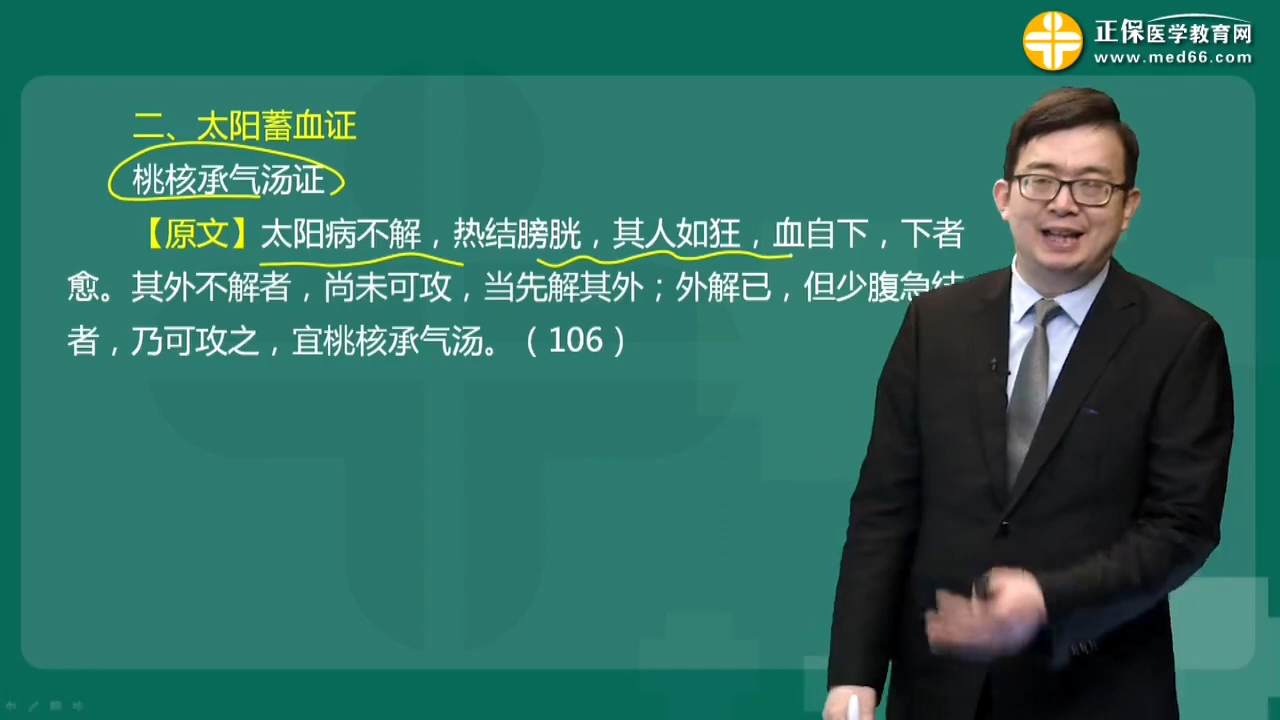 正保医学教育网
www.med66.com
二、太阳蓄血证
桃核承气汤证
【原文】太阳病不解，热结膀胱，其人如狂，血自下，下者
愈。其外不解者，尚未可攻，当先解其外；外解已，但少腹急结
者，乃可攻之，宜桃核承气汤。（106）